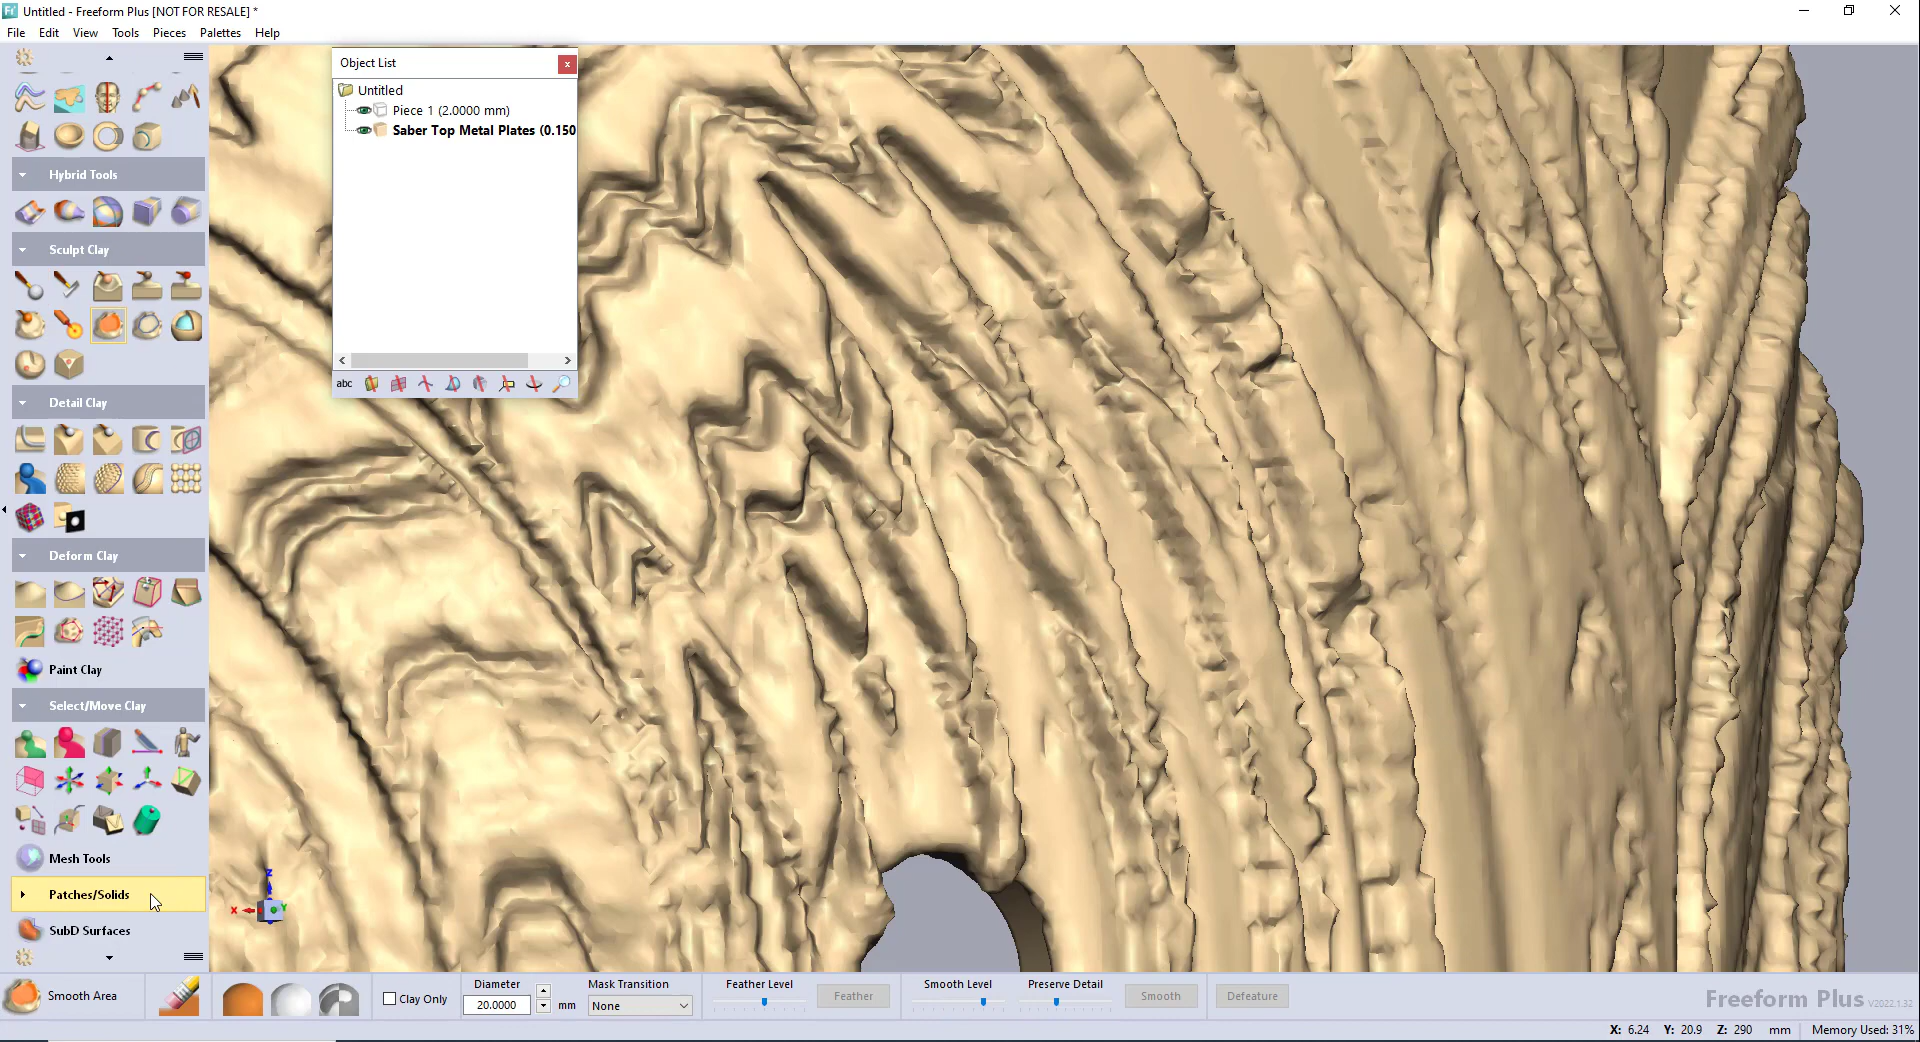 Untitled - Freeform Plus [NOT FOR RESALE] *
File Edit View Tools Pieces Palettes Help
Object List
Untitled
Piece 1 (2.0000 mm)
Saber Top Metal Plates (0.150
abc
Hybrid Tools
Sculpt Clay
Detail Clay
Deform Clay
Paint Clay
Select/Move Clay
Mesh Tools
Patches/Solids
SubD Surfaces
Z
X
Y
Smooth Area
Clay Only
Diameter
20.0000 mm
Mask Transition
None
Feather Level
Feather
Smooth Level
Preserve Detail
Smooth
Defeature
Freeform Plus V2022.1.32
X: 6.24 Y: 20.9 Z: 290 mm Memory Used: 31%